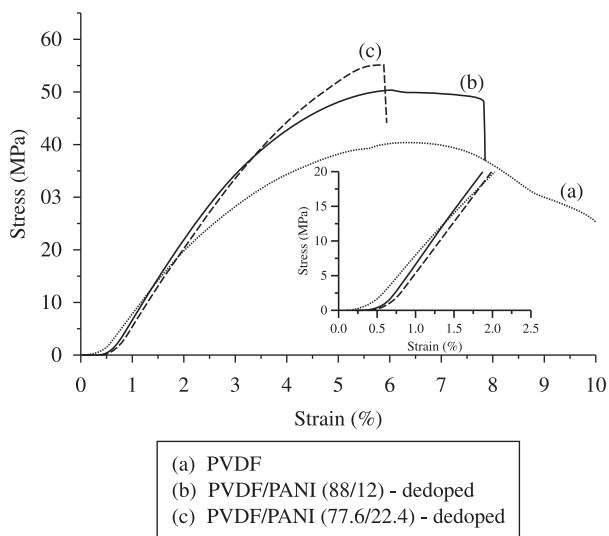 60
50
40
03
20
10
0
Stress (MPa)
0 1 2 3 4 5 6 7 8 9 10
Strain (%)
(c)
(b)
(a)
20
15
10
5
0
Stress (MPa)
0.0 0.5 1.0 1.5 2.0 2.5
Strain (%)
(a) PVDF
(b) PVDF/PANI (88/12) - dedoped
(c) PVDF/PANI (77.6/22.4) - dedoped